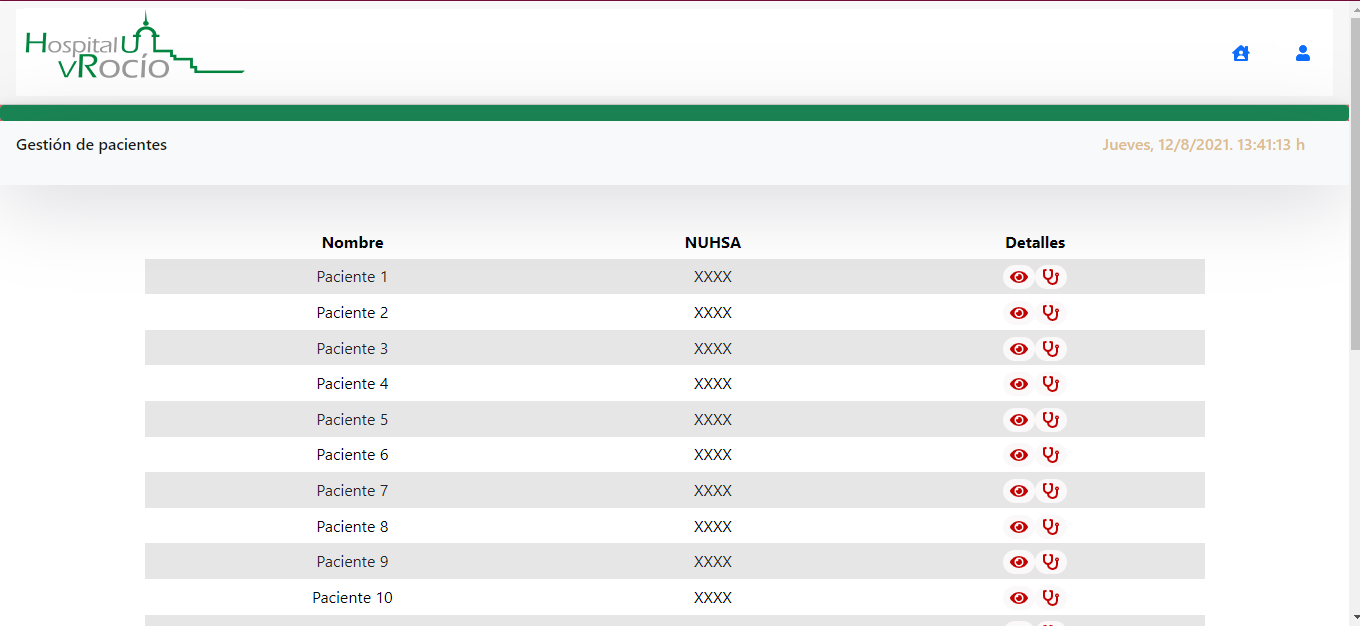 Hospital U
vRocío
Gestión de pacientes
Jueves, 12/8/2021. 13:41:13 h
Nombre NUHSA Detalles
Paciente 1 XXXX
Paciente 2 XXXX
Paciente 3 XXXX
Paciente 4 XXXX
Paciente 5 XXXX
Paciente 6 XXXX
Paciente 7 XXXX
Paciente 8 XXXX
Paciente 9 XXXX
Paciente 10 XXXX